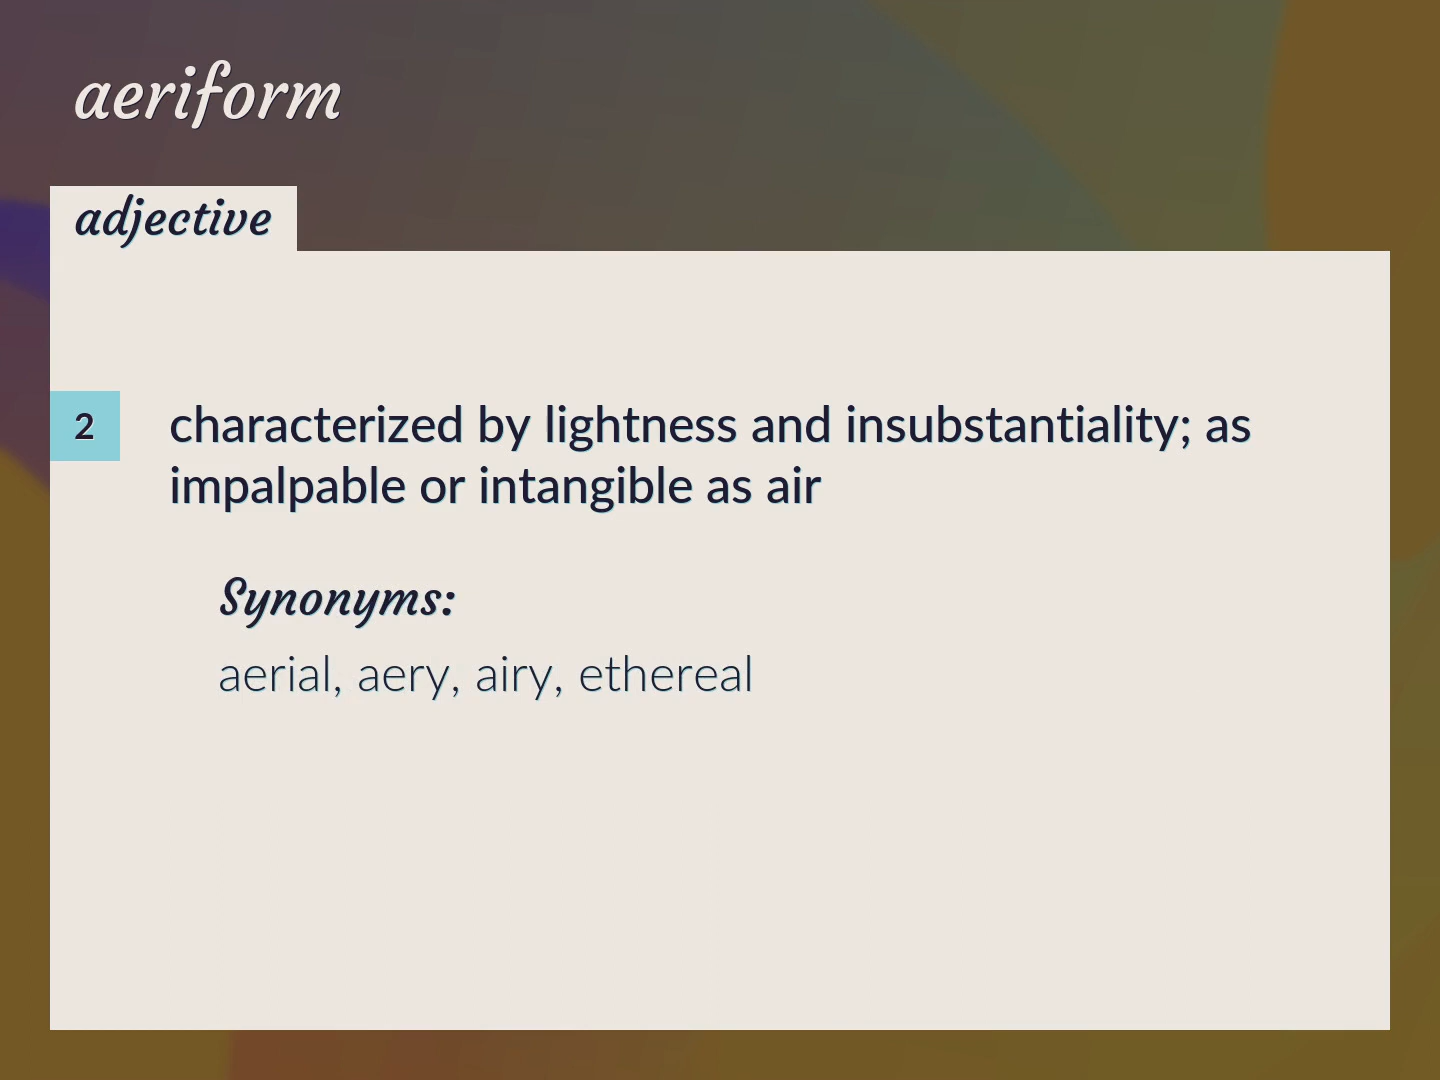 aeriform
adjective
2
characterized by lightness and insubstantiality; as
impalpable or intangible as air
Synonyms:
aerial, aery, airy, ethereal